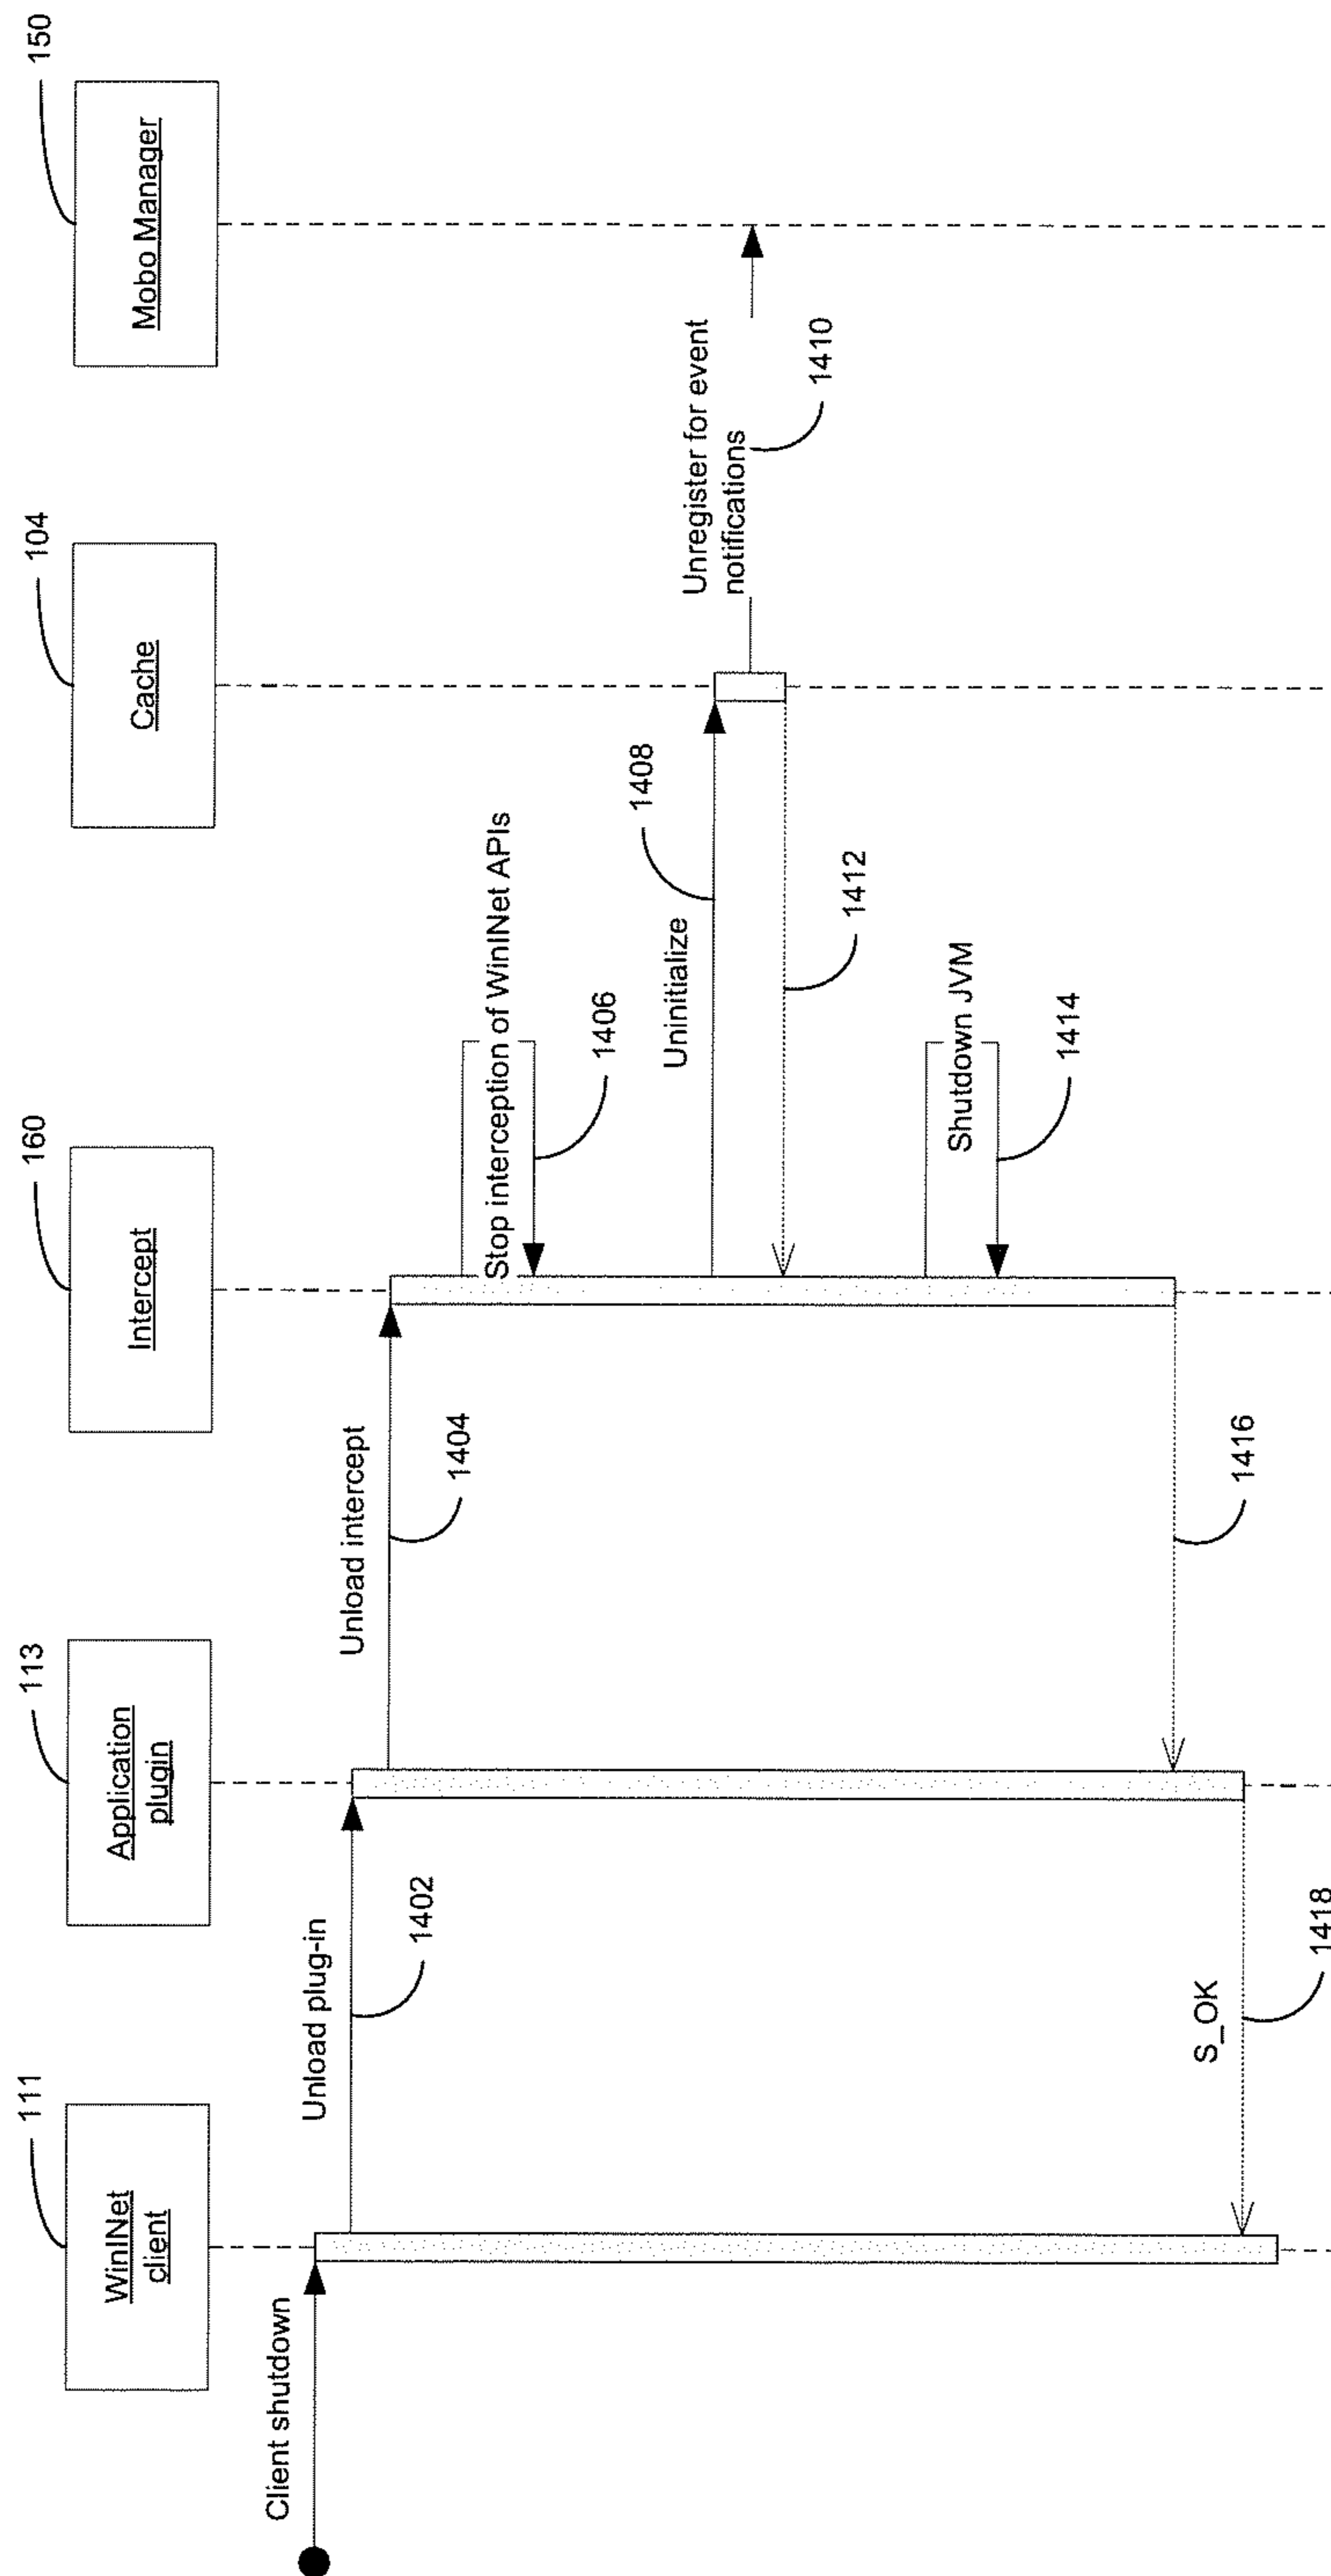 111
113
160
104
150
WinINet
client
Application
plugin
Intercept
Cache
Mobo Manager
Client shutdown
Unload plug-in
1402
Unload intercept
1404
Stop interception of WinINet APIs
1406
Uninitialize
1408
Unregister for event
notifications
1410
1412
Shutdown JVM
1414
1416
S_OK
1418